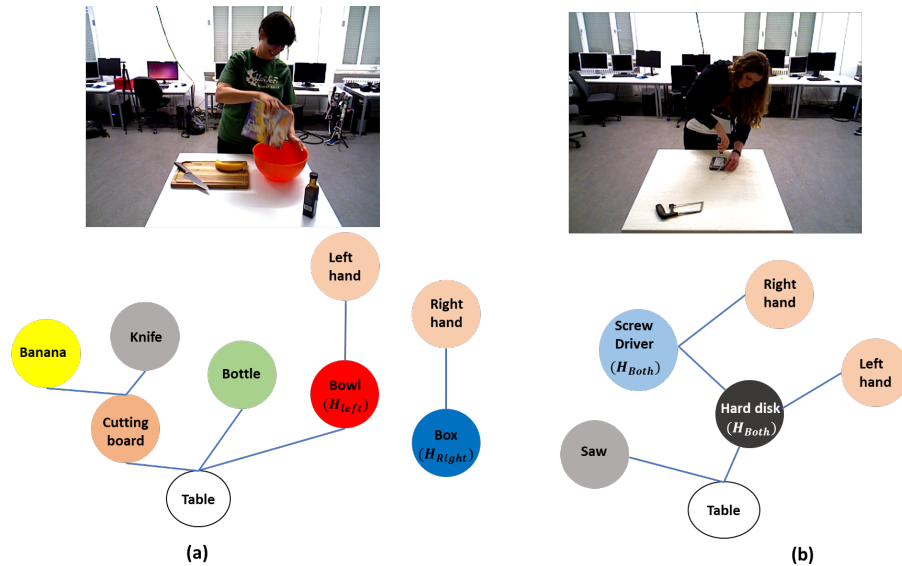 Left
hand
Right
hand
Banana
Knife
Bottle
Bowl
(H_left)
Cutting
board
Box
(H_Right)
Table
(a)
Right
hand
Screw
Driver
(H_Both)
Left
hand
Hard disk
(H_Both)
Saw
Table
(b)